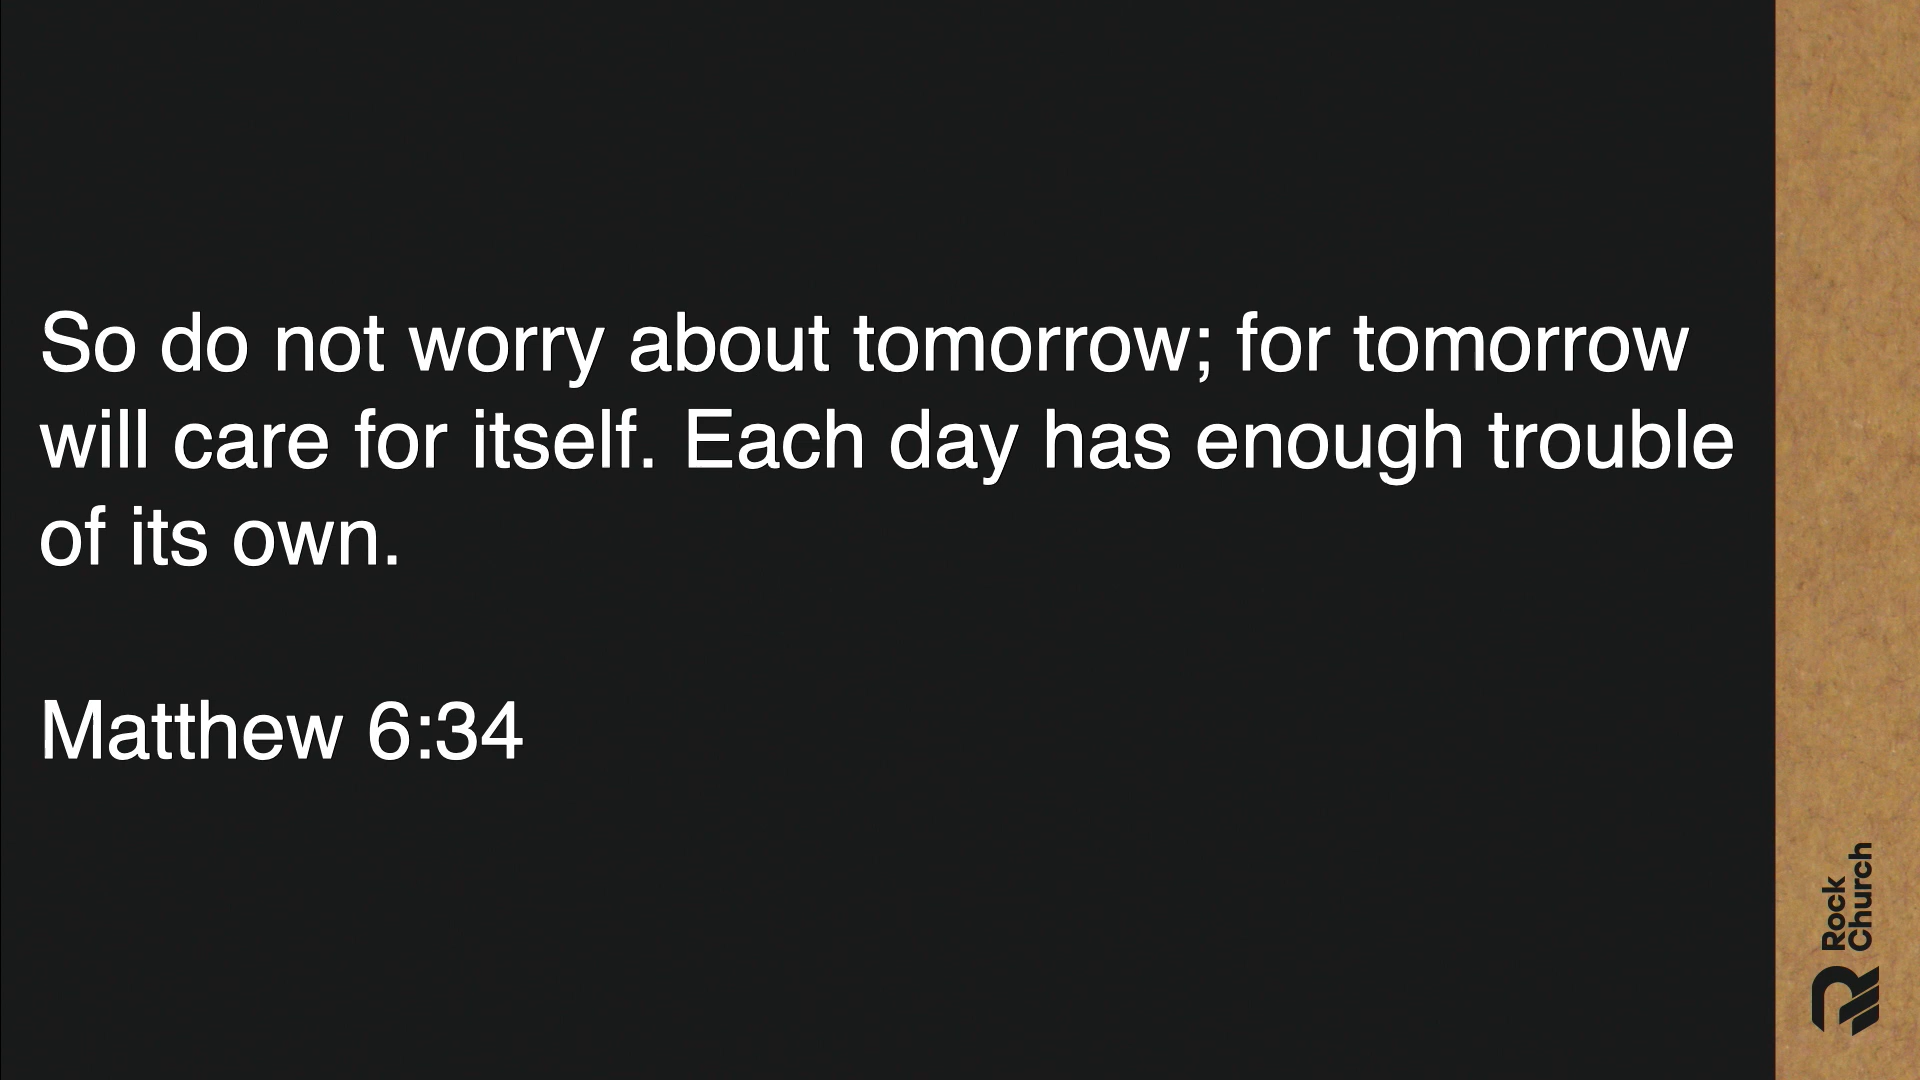 So do not worry about tomorrow; for tomorrow
will care for itself. Each day has enough trouble
of its own.
Matthew 6:34
Rock
Church